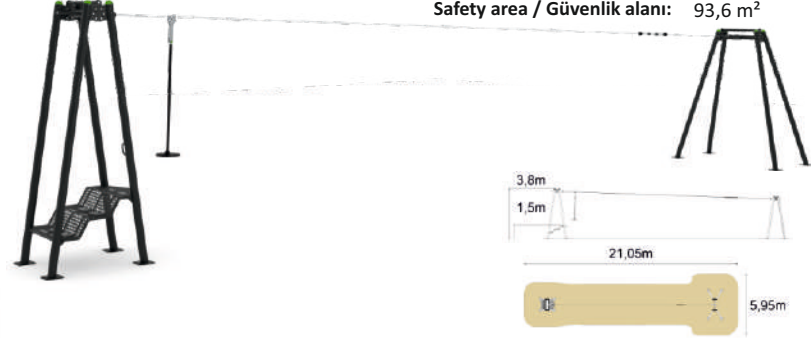 Safety area / Güvenlik alanı: 93,6 m²
3,8m
1,5m
21,05m
5,95m